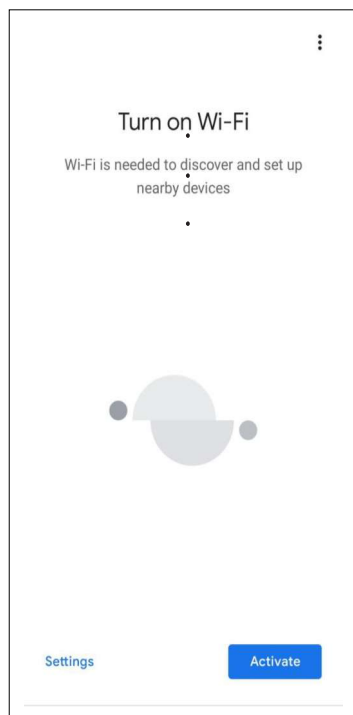 Turn on Wi-Fi
Wi-Fi is needed to discover and set up
nearby devices
Settings
Activate